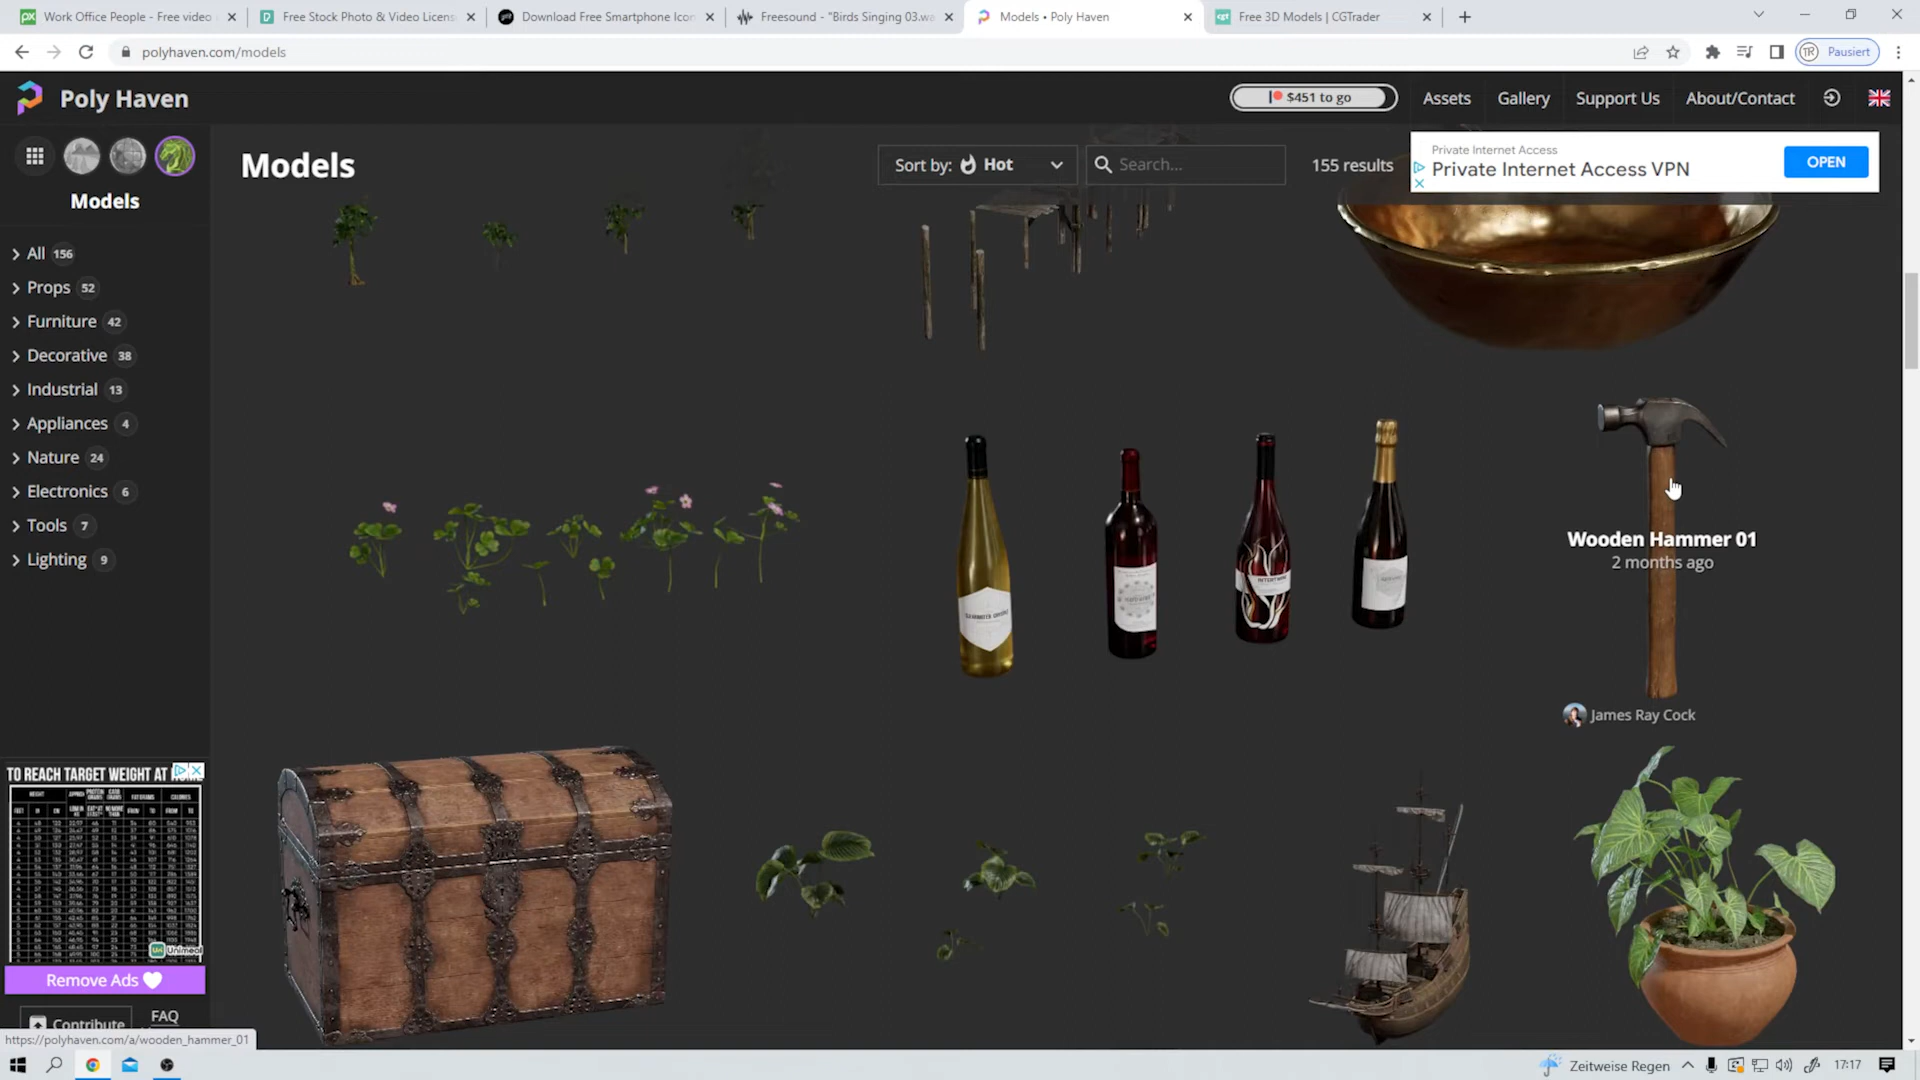 Work Office People - Free video
Free Stock Photo & Video Licens
Download Free Smartphone Icon
Freesound - "Birds Singing 03.wa
Models • Poly Haven
Free 3D Models | CGTrader
polyhaven.com/models
TR Pausiert
Poly Haven
$451 to go
Assets
Gallery
Support Us
About/Contact
Models
Sort by: Hot
Search...
155 results
Private Internet Access
Private Internet Access VPN
OPEN
Models
All 156
Props 52
Furniture 42
Decorative 38
Industrial 13
Appliances 4
Nature 24
Electronics 6
Tools 7
Lighting 9
Wooden Hammer 01
2 months ago
James Ray Cock
TO REACH TARGET WEIGHT AT
Unimeal
Remove Ads
Contribute
FAQ
https://polyhaven.com/a/wooden_hammer_01
Zeitweise Regen
17:17